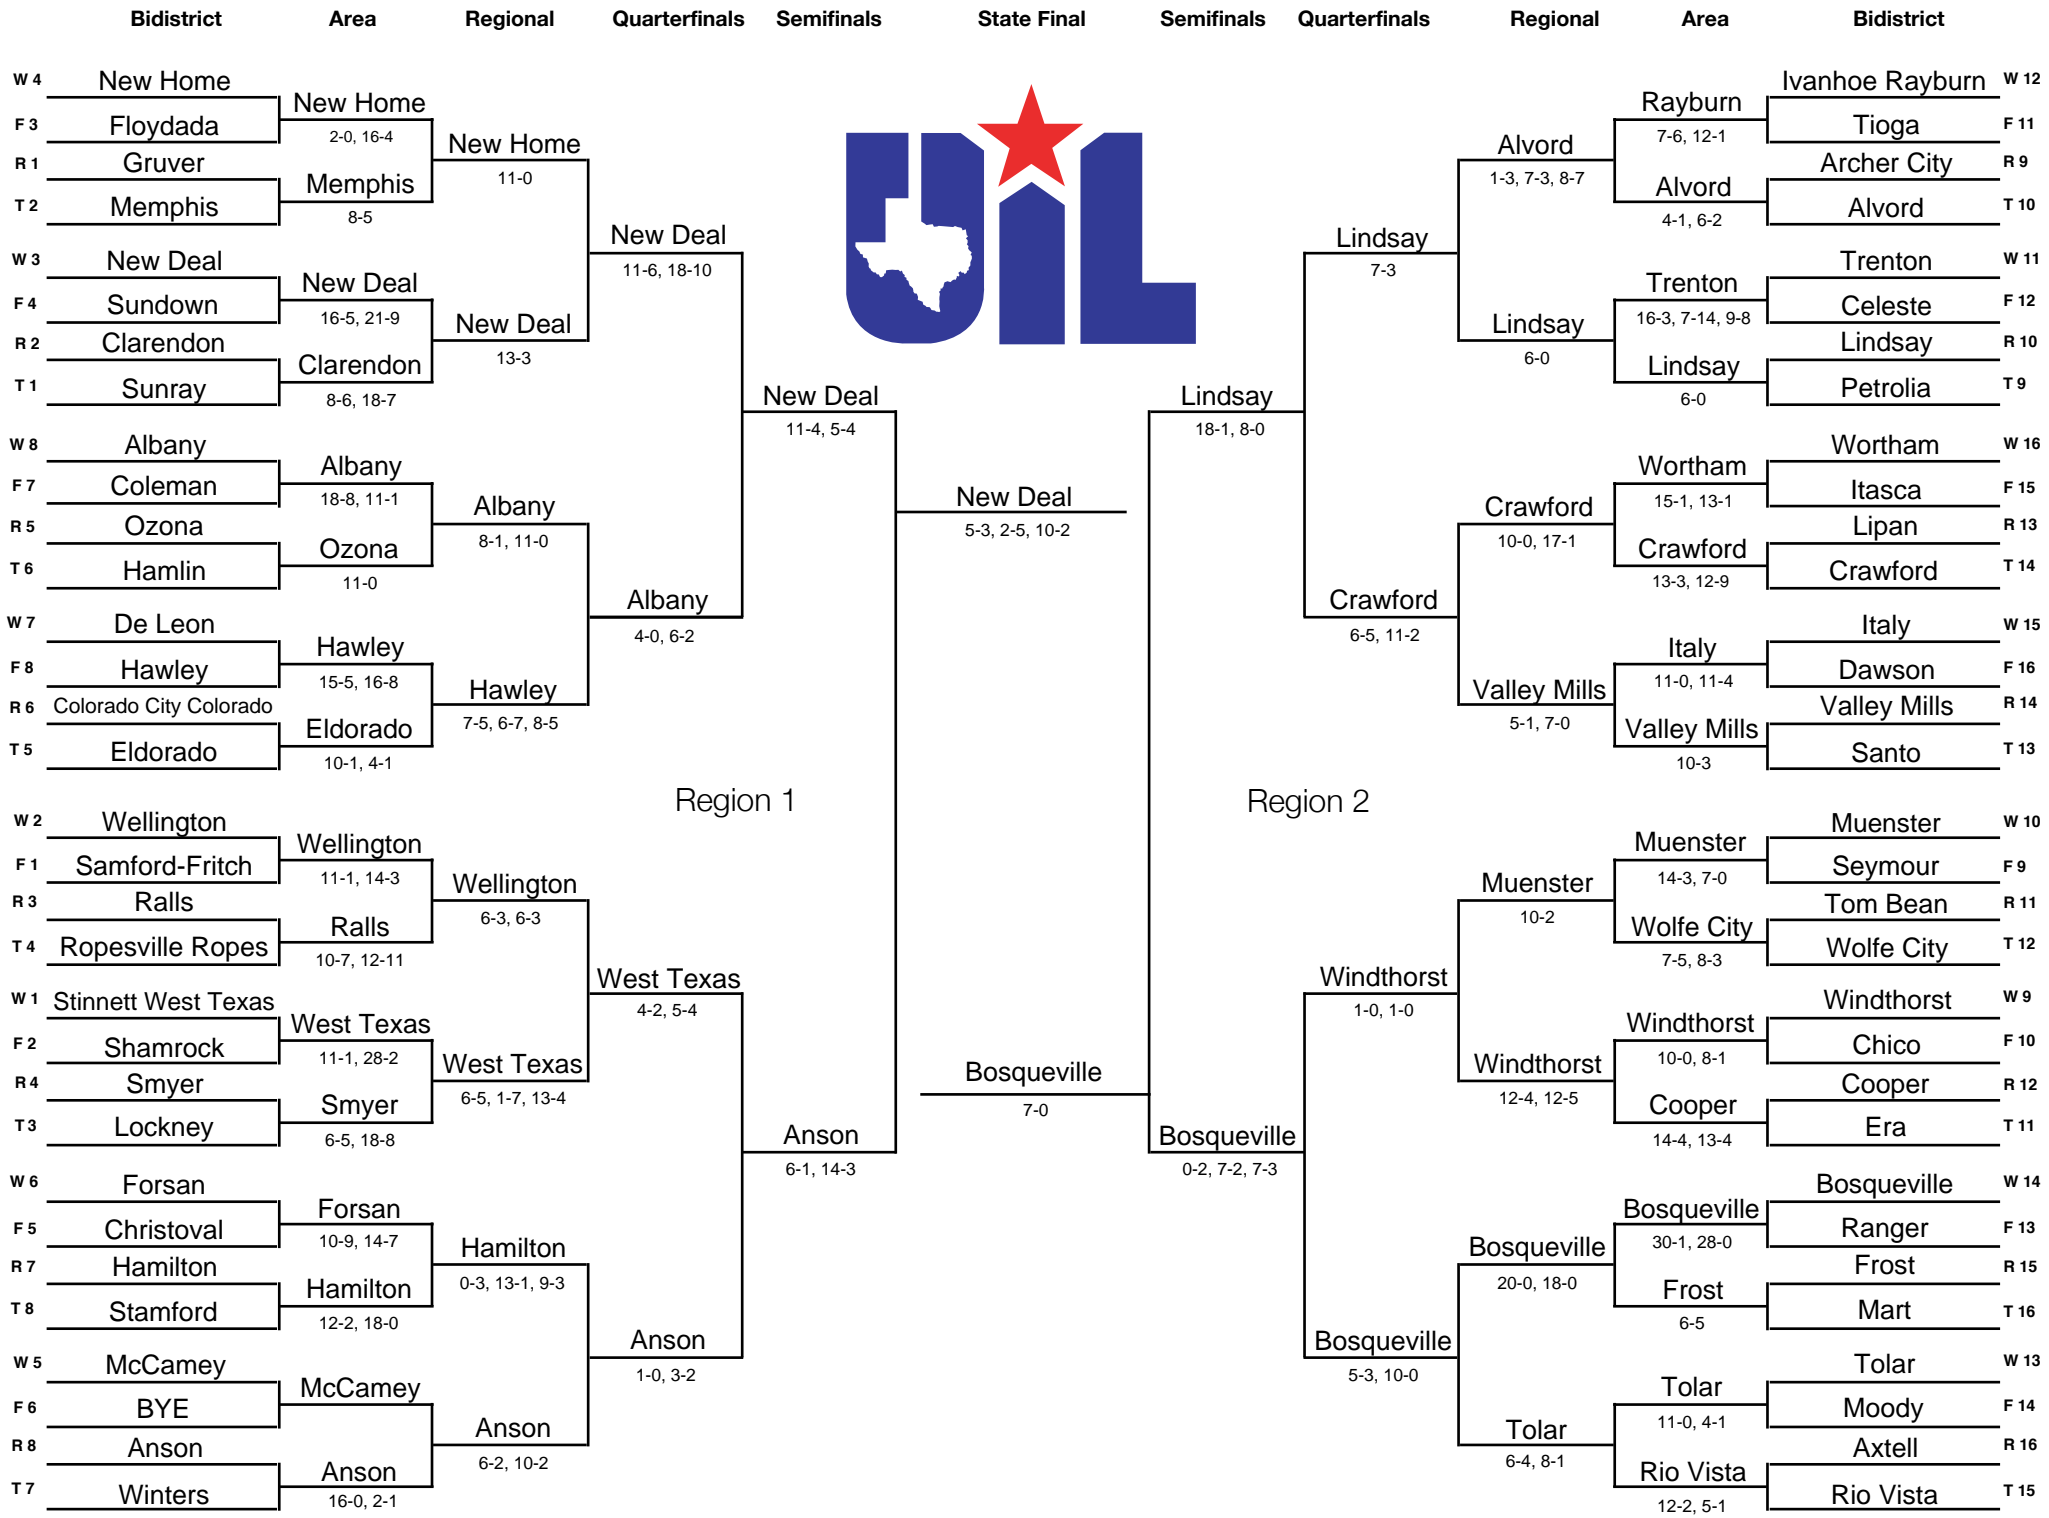 Bidistrict Area Regional Quarterfinals Semifinals State Final Semifinals Quarterfinals Regional Area Bidistrict
W 4 New Home
F 3 Floydada
R 1 Gruver
T 2 Memphis
W 3 New Deal
F 4 Sundown
R 2 Clarendon
T 1 Sunray
W 8 Albany
F 7 Coleman
R 5 Ozona
T 6 Hamlin
W 7 De Leon
F 8 Hawley
R 6 Colorado City Colorado
T 5 Eldorado
W 2 Wellington
F 1 Samford-Fritch
R 3 Ralls
T 4 Ropesville Ropes
W 1 Stinnett West Texas
F 2 Shamrock
R 4 Smyer
T 3 Lockney
W 6 Forsan
F 5 Christoval
R 7 Hamilton
T 8 Stamford
W 5 McCamey
F 6 BYE
R 8 Anson
T 7 Winters
New Home
2-0, 16-4
Memphis
8-5
New Deal
16-5, 21-9
Clarendon
8-6, 18-7
Albany
18-8, 11-1
Ozona
11-0
Hawley
15-5, 16-8
Eldorado
10-1, 4-1
Wellington
11-1, 14-3
Ralls
10-7, 12-11
West Texas
11-1, 28-2
Smyer
6-5, 18-8
Forsan
10-9, 14-7
Hamilton
12-2, 18-0
McCamey
Anson
16-0, 2-1
New Home
11-0
New Deal
13-3
Albany
8-1, 11-0
Hawley
7-5, 6-7, 8-5
Wellington
6-3, 6-3
West Texas
6-5, 1-7, 13-4
Hamilton
0-3, 13-1, 9-3
Anson
6-2, 10-2
New Deal
11-6, 18-10
Albany
4-0, 6-2
West Texas
4-2, 5-4
Anson
1-0, 3-2
Region 1
New Deal
11-4, 5-4
Anson
6-1, 14-3
UIL
New Deal
5-3, 2-5, 10-2
Bosqueville
7-0
Lindsay
18-1, 8-0
Bosqueville
0-2, 7-2, 7-3
Region 2
Lindsay
7-3
Crawford
6-5, 11-2
Windthorst
1-0, 1-0
Bosqueville
5-3, 10-0
Alvord
1-3, 7-3, 8-7
Lindsay
6-0
Crawford
10-0, 17-1
Valley Mills
5-1, 7-0
Muenster
10-2
Windthorst
12-4, 12-5
Bosqueville
20-0, 18-0
Tolar
6-4, 8-1
Rayburn
7-6, 12-1
Alvord
4-1, 6-2
Trenton
16-3, 7-14, 9-8
Lindsay
6-0
Wortham
15-1, 13-1
Crawford
13-3, 12-9
Italy
11-0, 11-4
Valley Mills
10-3
Muenster
14-3, 7-0
Wolfe City
7-5, 8-3
Windthorst
10-0, 8-1
Cooper
14-4, 13-4
Bosqueville
30-1, 28-0
Frost
6-5
Tolar
11-0, 4-1
Rio Vista
12-2, 5-1
Ivanhoe Rayburn W 12
Tioga F 11
Archer City R 9
Alvord T 10
Trenton W 11
Celeste F 12
Lindsay R 10
Petrolia T 9
Wortham W 16
Itasca F 15
Lipan R 13
Crawford T 14
Italy W 15
Dawson F 16
Valley Mills R 14
Santo T 13
Muenster W 10
Seymour F 9
Tom Bean R 11
Wolfe City T 12
Windthorst W 9
Chico F 10
Cooper R 12
Era T 11
Bosqueville W 14
Ranger F 13
Frost R 15
Mart T 16
Tolar W 13
Moody F 14
Axtell R 16
Rio Vista T 15